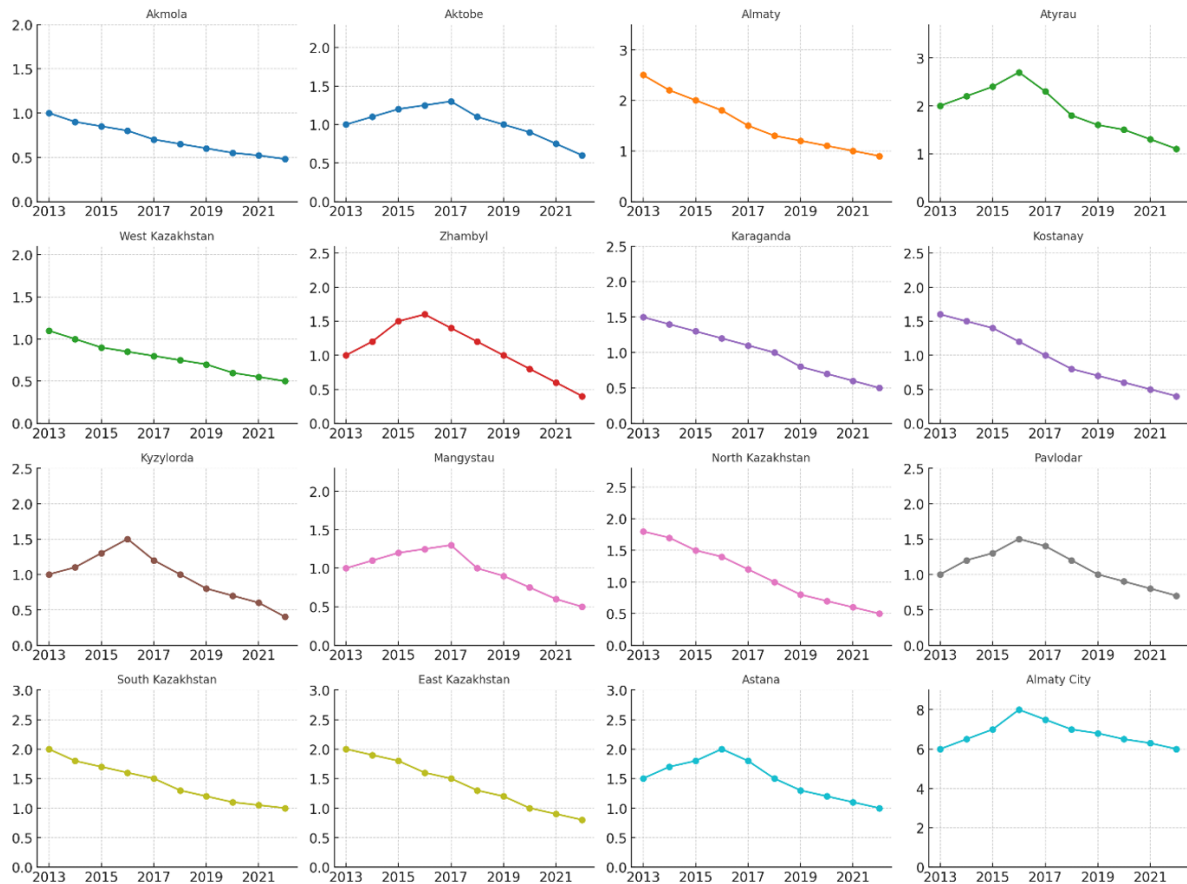 Akmola
2.0
1.5
1.0
0.5
0.0
2013 2015 2017 2019 2021
Aktobe
2.0
1.5
1.0
0.5
0.0
2013 2015 2017 2019 2021
Almaty
3
2
1
0
2013 2015 2017 2019 2021
Atyrau
3
2
1
0
2013 2015 2017 2019 2021
West Kazakhstan
2.0
1.5
1.0
0.5
0.0
2013 2015 2017 2019 2021
Zhambyl
2.5
2.0
1.5
1.0
0.5
0.0
2013 2015 2017 2019 2021
Karaganda
2.5
2.0
1.5
1.0
0.5
0.0
2013 2015 2017 2019 2021
Kostanay
2.5
2.0
1.5
1.0
0.5
0.0
2013 2015 2017 2019 2021
Kyzylorda
2.5
2.0
1.5
1.0
0.5
0.0
2013 2015 2017 2019 2021
Mangystau
2.0
1.5
1.0
0.5
0.0
2013 2015 2017 2019 2021
North Kazakhstan
2.5
2.0
1.5
1.0
0.5
0.0
2013 2015 2017 2019 2021
Pavlodar
2.5
2.0
1.5
1.0
0.5
0.0
2013 2015 2017 2019 2021
South Kazakhstan
3.0
2.5
2.0
1.5
1.0
0.5
0.0
2013 2015 2017 2019 2021
East Kazakhstan
3.0
2.5
2.0
1.5
1.0
0.5
0.0
2013 2015 2017 2019 2021
Astana
3.0
2.5
2.0
1.5
1.0
0.5
0.0
2013 2015 2017 2019 2021
Almaty City
8
6
4
2
0
2013 2015 2017 2019 2021